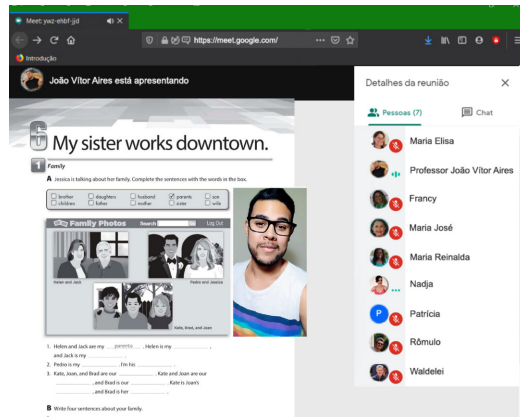 Meet: ywz-ehbf-jjd
https://meet.google.com/
Introdução
João Vítor Aires está apresentando
6 My sister works downtown.
1 Family
A Jessica is talking about her family. Complete the sentences with the words in the box.
brother daughters husband parents son
children father mother sister wife
Family Photos Search Log Out
Helen and Jack Pedro and Jessica
Kate, Brad, and Joan
1. Helen and Jack are my parents . Helen is my ,
and Jack is my .
2. Pedro is my . I'm his .
3. Kate, Joan, and Brad are our . Kate and Joan are our
, and Brad is our . Kate is Joan's
, and Brad is her .
B Write four sentences about your family.
Detalhes da reunião
Pessoas (7) Chat
Maria Elisa
Professor João Vítor Aires
Francy
Maria José
Maria Reinalda
Nadja
P Patrícia
Rômulo
Waldelei